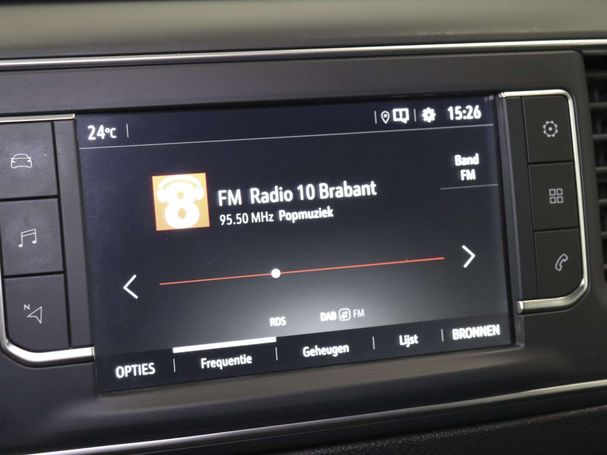 24°C
15:26
Band
FM
8
FM Radio 10 Brabant
95.50 MHz Popmuziek
RDS
DAB FM
OPTIES
Frequentie
Geheugen
Lijst
BRONNEN
N